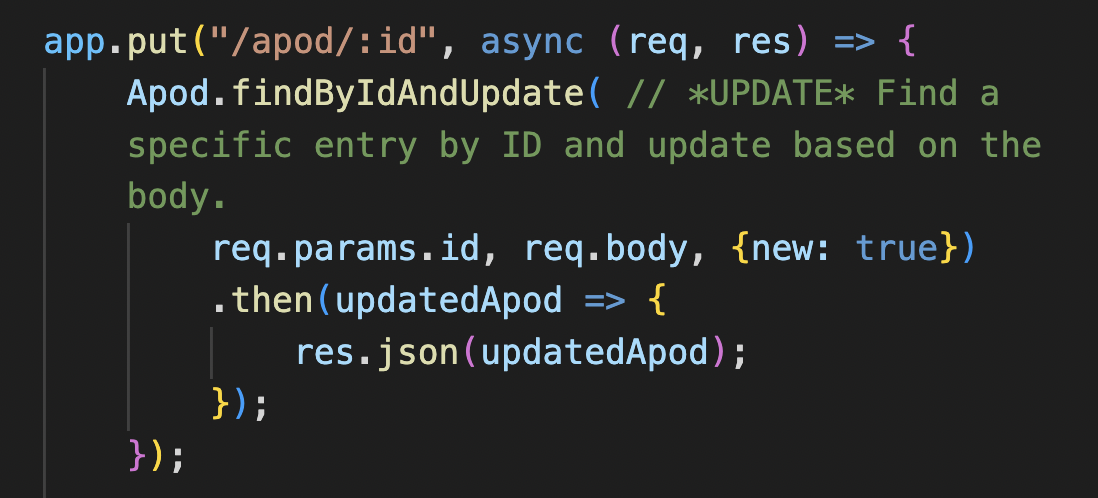 app.put("/apod/:id", async (req, res) => {
Apod.findByIdAndUpdate( // *UPDATE* Find a
specific entry by ID and update based on the
body.
req.params.id, req.body, {new: true})
.then(updatedApod => {
res.json(updatedApod);
});
});